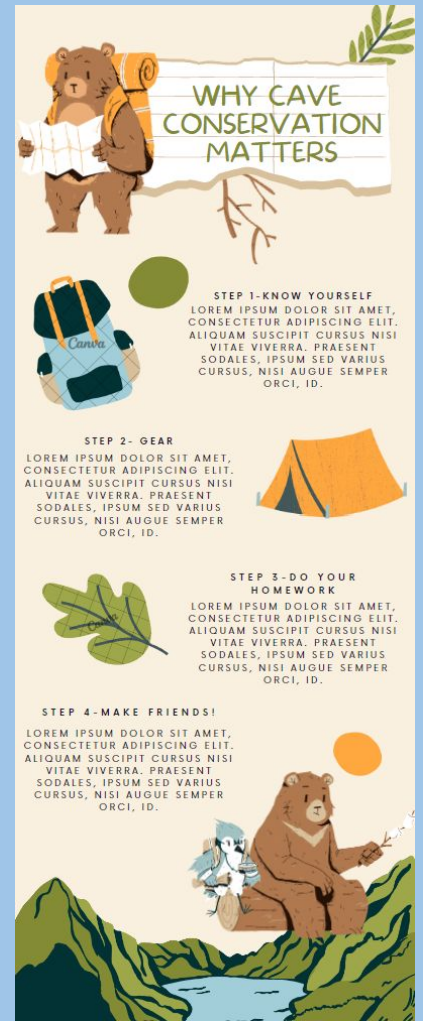 WHY CAVE
CONSERVATION
MATTERS
STEP 1-KNOW YOURSELF
LOREM IPSUM DOLOR SIT AMET,
CONSECTETUR ADIPISCING ELIT.
ALIQUAM SUSCIPIT CURSUS NISI
VITAE VIVERRA. PRAESENT
SODALES, IPSUM SED VARIUS
CURSUS, NISI AUGUE SEMPER
ORCI, ID.
Canva
STEP 2- GEAR
LOREM IPSUM DOLOR SIT AMET,
CONSECTETUR ADIPISCING ELIT.
ALIQUAM SUSCIPIT CURSUS NISI
VITAE VIVERRA. PRAESENT
SODALES, IPSUM SED VARIUS
CURSUS, NISI AUGUE SEMPER
ORCI, ID.
STEP 3-DO YOUR
HOMEWORK
LOREM IPSUM DOLOR SIT AMET,
CONSECTETUR ADIPISCING ELIT.
ALIQUAM SUSCIPIT CURSUS NISI
VITAE VIVERRA. PRAESENT
SODALES, IPSUM SED VARIUS
CURSUS, NISI AUGUE SEMPER
ORCI, ID.
Canva
STEP 4-MAKE FRIENDS!
LOREM IPSUM DOLOR SIT AMET,
CONSECTETUR ADIPISCING ELIT.
ALIQUAM SUSCIPIT CURSUS NISI
VITAE VIVERRA. PRAESENT
SODALES, IPSUM SED VARIUS
CURSUS, NISI AUGUE SEMPER
ORCI, ID.